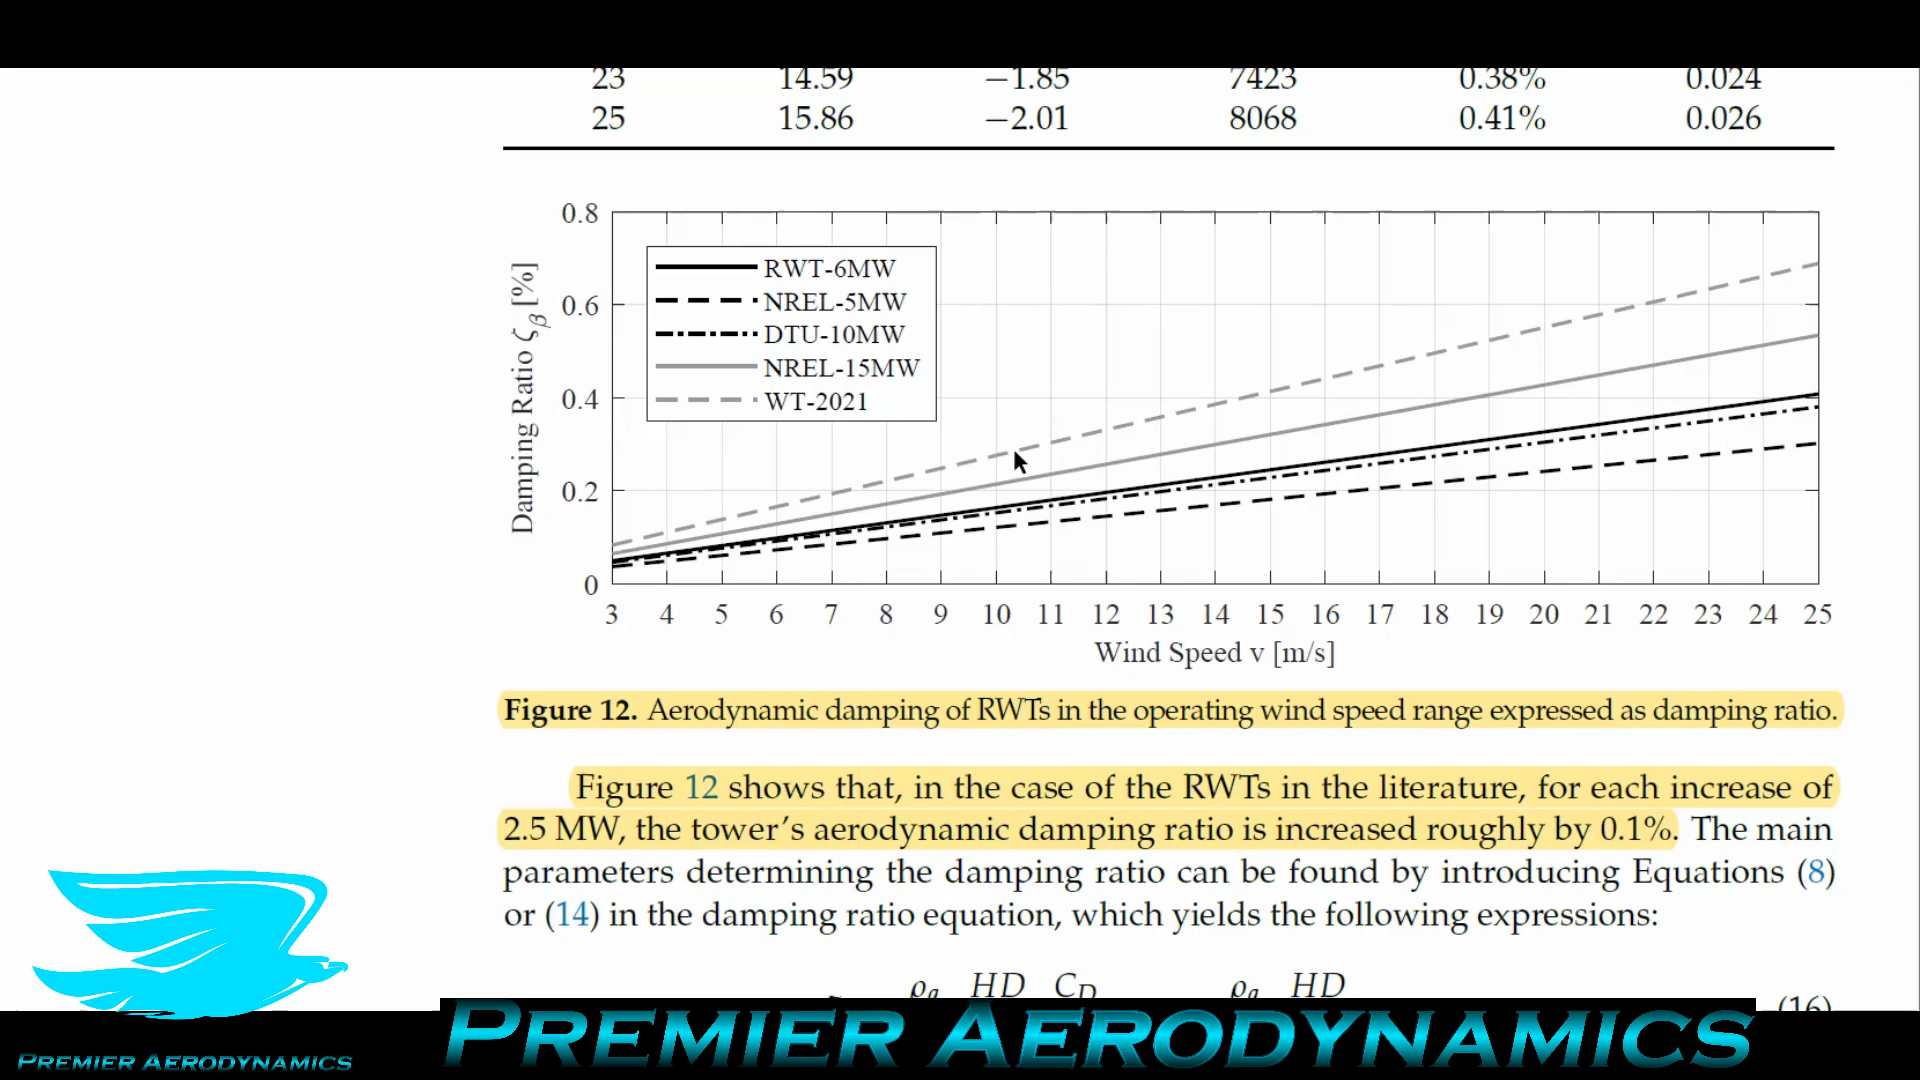 23 14.59 −1.85 7423 0.38% 0.024
25 15.86 −2.01 8068 0.41% 0.026
Damping Ratio ζβ [%]
0.8
0.6
0.4
0.2
0
RWT-6MW
NREL-5MW
DTU-10MW
NREL-15MW
WT-2021
3 4 5 6 7 8 9 10 11 12 13 14 15 16 17 18 19 20 21 22 23 24 25
Wind Speed v [m/s]
Figure 12. Aerodynamic damping of RWTs in the operating wind speed range expressed as damping ratio.
Figure 12 shows that, in the case of the RWTs in the literature, for each increase of
2.5 MW, the tower's aerodynamic damping ratio is increased roughly by 0.1%. The main
parameters determining the damping ratio can be found by introducing Equations (8)
or (14) in the damping ratio equation, which yields the following expressions:
ρa HD CD ρa HD
(16)
PREMIER AERODYNAMICS
PREMIER AERODYNAMICS